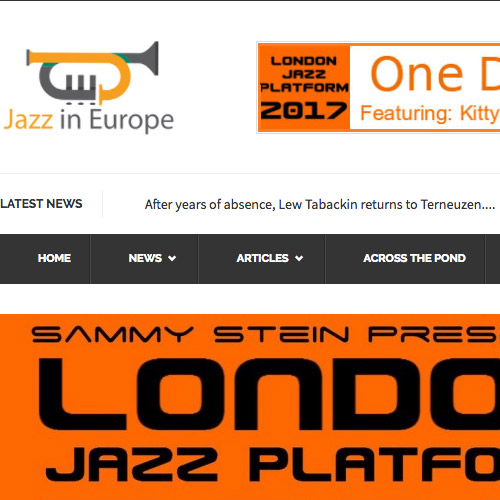 Jazz in Europe
LONDON
JAZZ
PLATFORM
2017
One D
Featuring: Kitty
LATEST NEWS
After years of absence, Lew Tabackin returns to Terneuzen....
HOME
NEWS
ARTICLES
ACROSS THE POND
SAMMY STEIN PRES
LONDO
JAZZ PLATFO